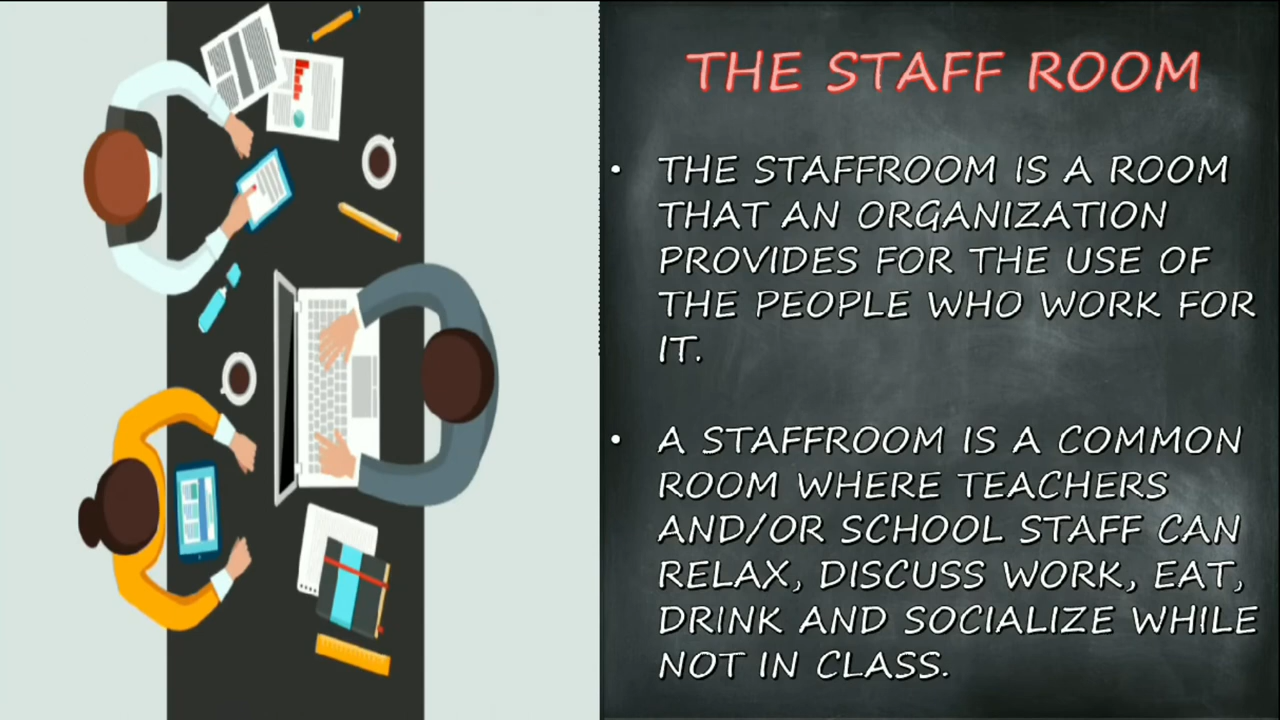 THE STAFF ROOM
• THE STAFFROOM IS A ROOM
THAT AN ORGANIZATION
PROVIDES FOR THE USE OF
THE PEOPLE WHO WORK FOR
IT.
• A STAFFROOM IS A COMMON
ROOM WHERE TEACHERS
AND/OR SCHOOL STAFF CAN
RELAX, DISCUSS WORK, EAT,
DRINK AND SOCIALIZE WHILE
NOT IN CLASS.